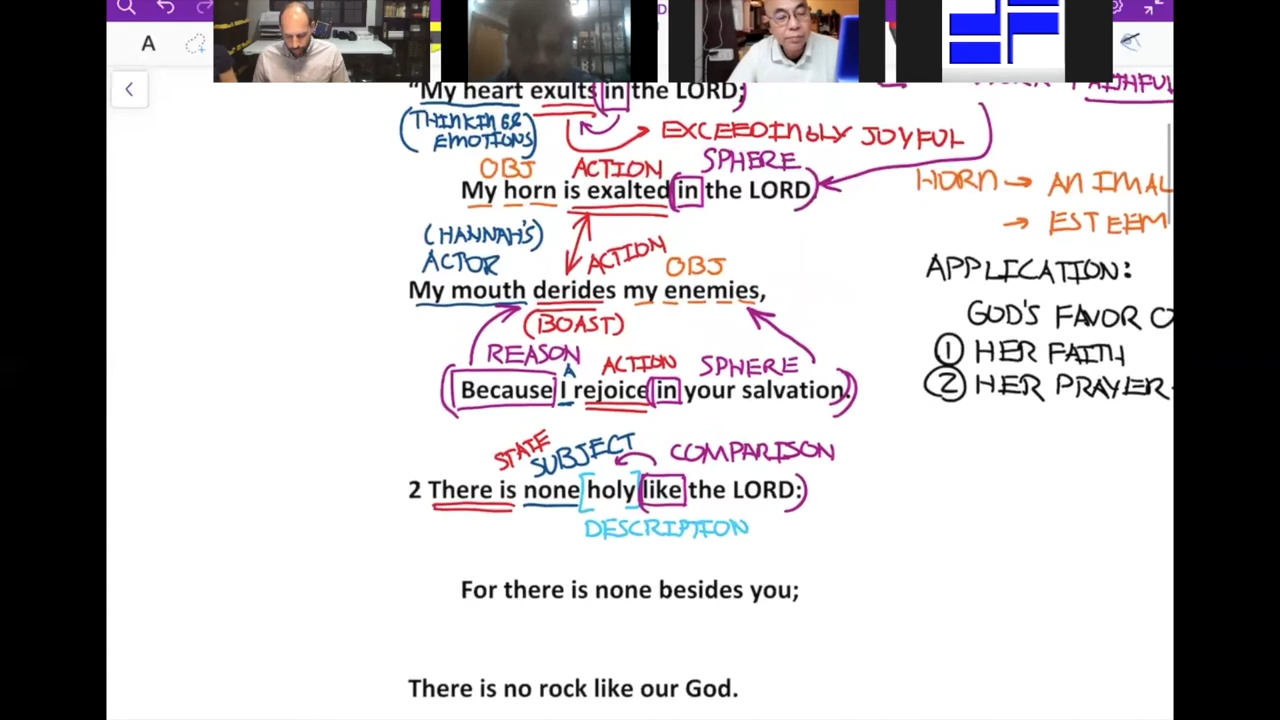 A
"My heart exults in the LORD;
FAITHFUL
(THINKING &
EMOTIONS)
EXCEEDINGLY JOYFUL
OBJ ACTION SPHERE
My horn is exalted in the LORD.
HORN → ANIMAL
→ ESTEEM
(HANNAH'S)
ACTOR ACTION OBJ
APPLICATION:
My mouth derides my enemies,
GOD'S FAVOR
(BOAST)
REASON A ACTION SPHERE
① HER FAITH
(Because I rejoice in your salvation.)
② HER PRAYER
STATE SUBJECT COMPARISON
2 There is none [holy] (like the LORD:)
DESCRIPTION
For there is none besides you;
There is no rock like our God.